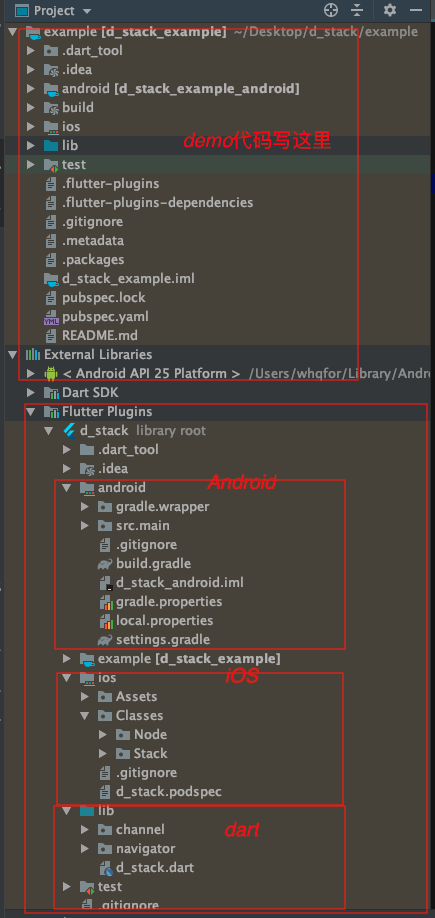 Project
example [d_stack_example] ~/Desktop/d_stack/example
.dart_tool
.idea
android [d_stack_example_android]
build
ios
lib
demo代码写这里
test
.flutter-plugins
.flutter-plugins-dependencies
.gitignore
.metadata
.packages
d_stack_example.iml
pubspec.lock
pubspec.yaml
README.md
External Libraries
< Android API 25 Platform > /Users/whqfor/Library/Andr
Dart SDK
Flutter Plugins
d_stack library root
.dart_tool
.idea
Android
android
gradle.wrapper
src.main
.gitignore
build.gradle
d_stack_android.iml
gradle.properties
local.properties
settings.gradle
example [d_stack_example]
ios
iOS
Assets
Classes
Node
Stack
.gitignore
d_stack.podspec
lib
channel
dart
navigator
d_stack.dart
test
.gitignore